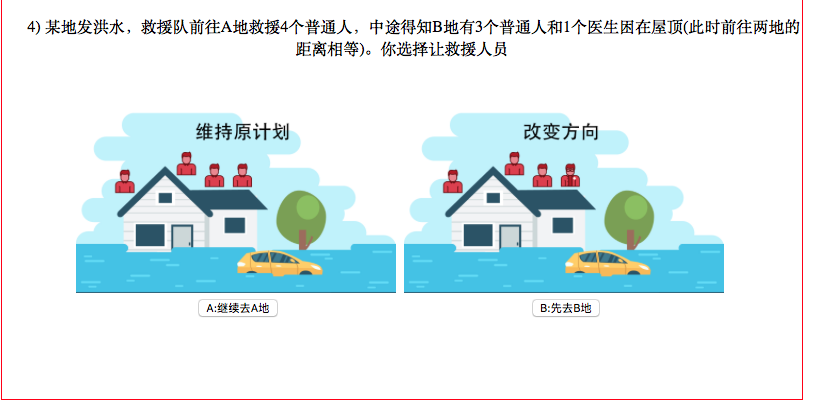 4) 某地发洪水，救援队前往A地救援4个普通人，中途得知B地有3个普通人和1个医生困在屋顶(此时前往两地的
距离相等)。你选择让救援人员
维持原计划
改变方向
A:继续去A地
B:先去B地